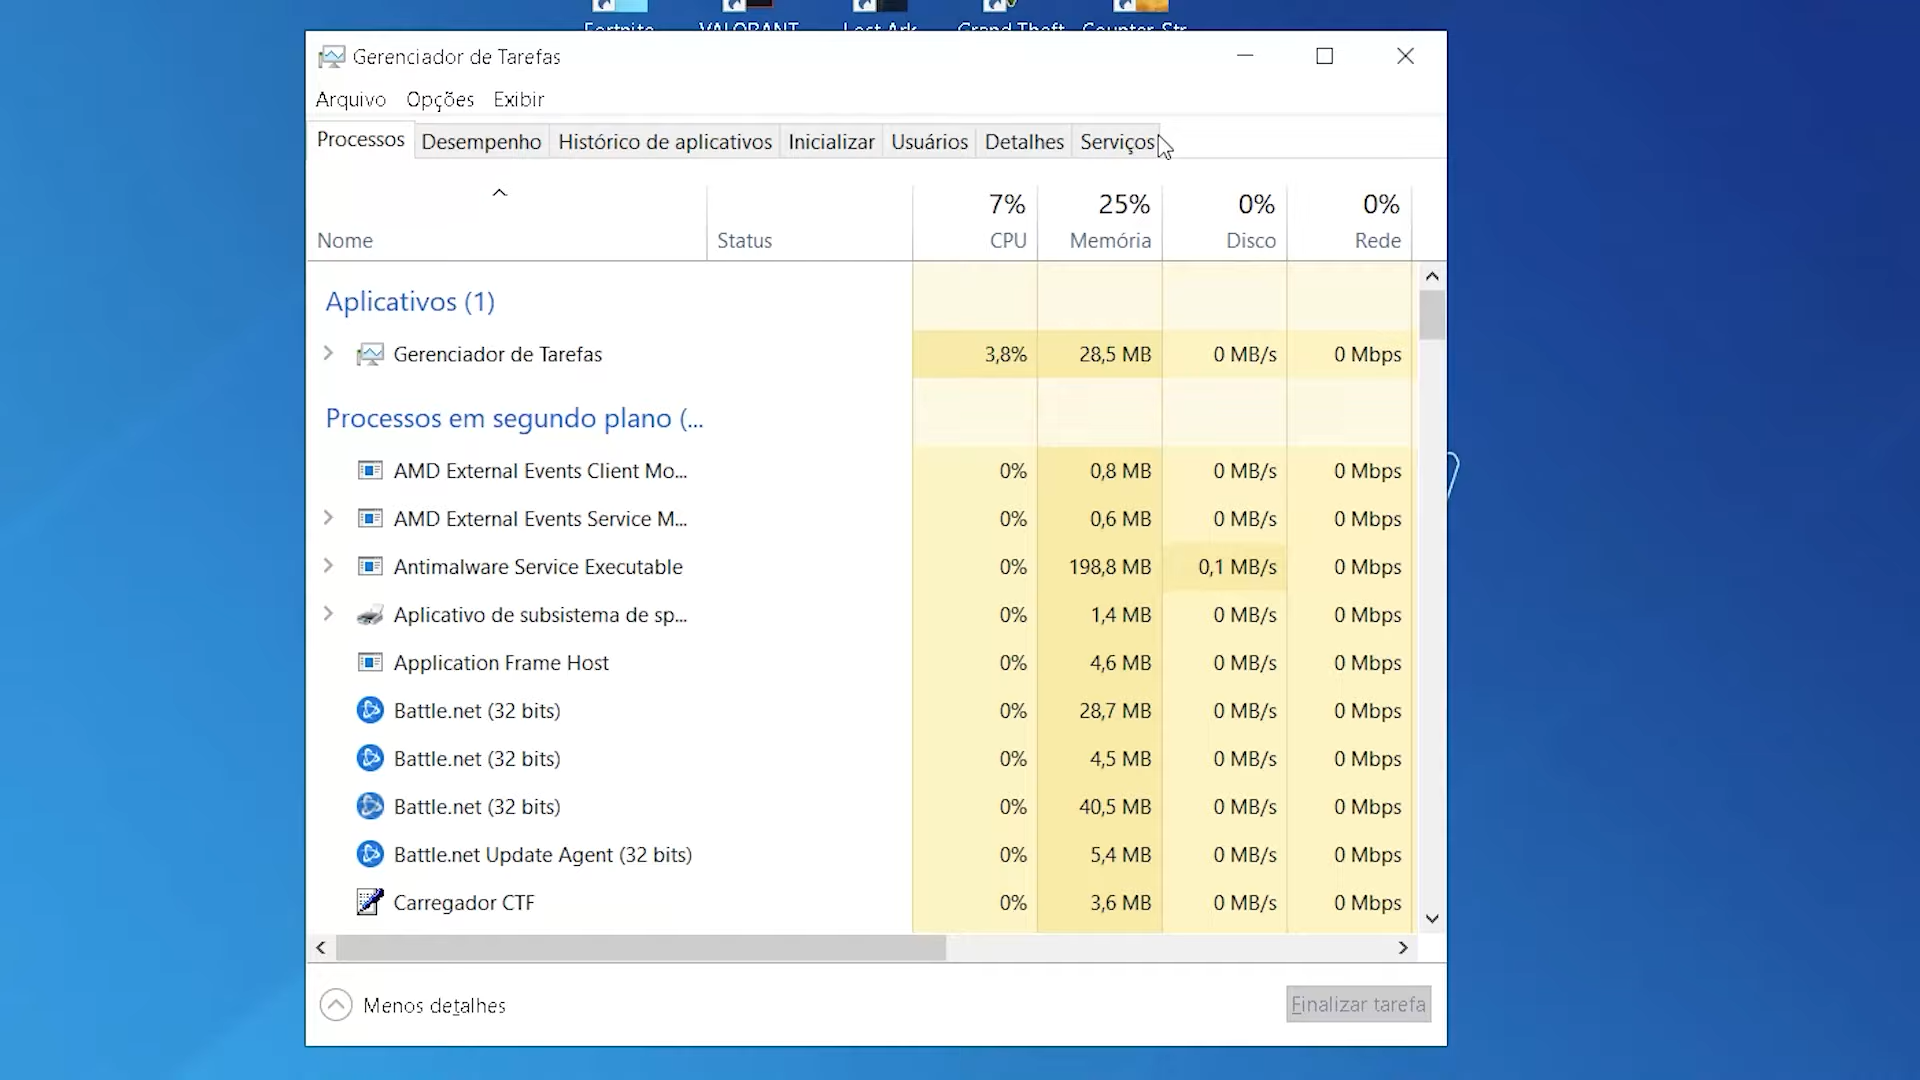 Fortnite VALORANT Lost Ark Grand Theft Counter-Str
Gerenciador de Tarefas
Arquivo Opções Exibir
Processos Desempenho Histórico de aplicativos Inicializar Usuários Detalhes Serviços
7% 25% 0% 0%
Nome Status CPU Memória Disco Rede
Aplicativos (1)
Gerenciador de Tarefas 3,8% 28,5 MB 0 MB/s 0 Mbps
Processos em segundo plano (...
AMD External Events Client Mo... 0% 0,8 MB 0 MB/s 0 Mbps
AMD External Events Service M... 0% 0,6 MB 0 MB/s 0 Mbps
Antimalware Service Executable 0% 198,8 MB 0,1 MB/s 0 Mbps
Aplicativo de subsistema de sp... 0% 1,4 MB 0 MB/s 0 Mbps
Application Frame Host 0% 4,6 MB 0 MB/s 0 Mbps
Battle.net (32 bits) 0% 28,7 MB 0 MB/s 0 Mbps
Battle.net (32 bits) 0% 4,5 MB 0 MB/s 0 Mbps
Battle.net (32 bits) 0% 40,5 MB 0 MB/s 0 Mbps
Battle.net Update Agent (32 bits) 0% 5,4 MB 0 MB/s 0 Mbps
Carregador CTF 0% 3,6 MB 0 MB/s 0 Mbps
Menos detalhes Finalizar tarefa